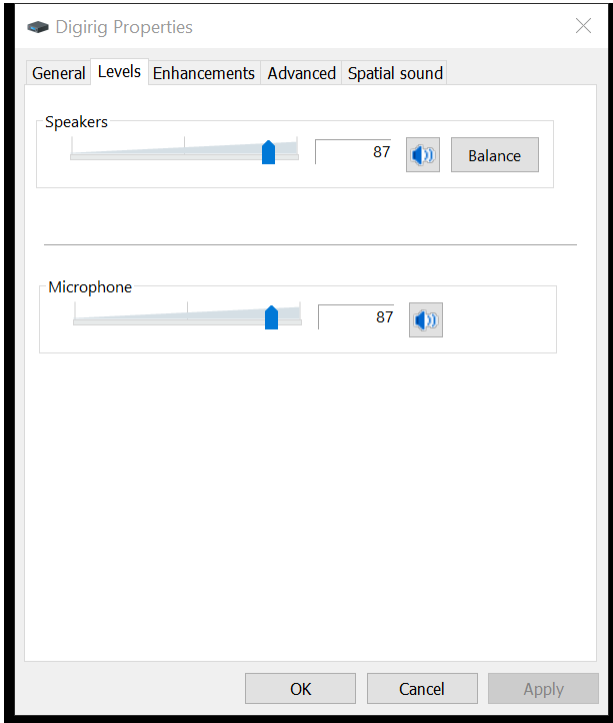 Digirig Properties
General Levels Enhancements Advanced Spatial sound
Speakers
87 Balance
Microphone
87
OK Cancel Apply